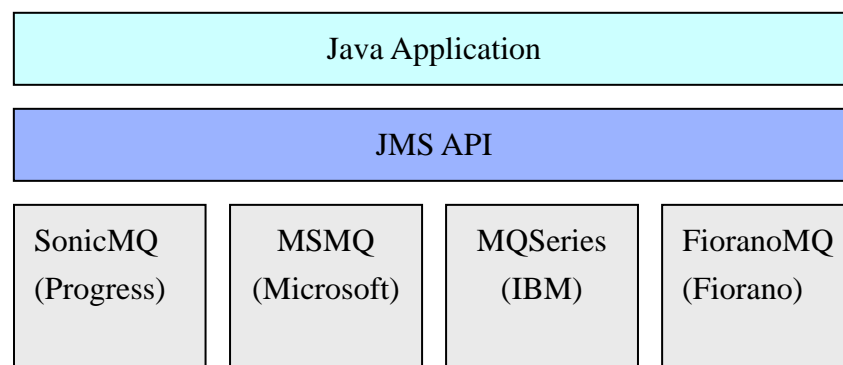 Java Application
JMS API
SonicMQ
(Progress)
MSMQ
(Microsoft)
MQSeries
(IBM)
FioranoMQ
(Fiorano)